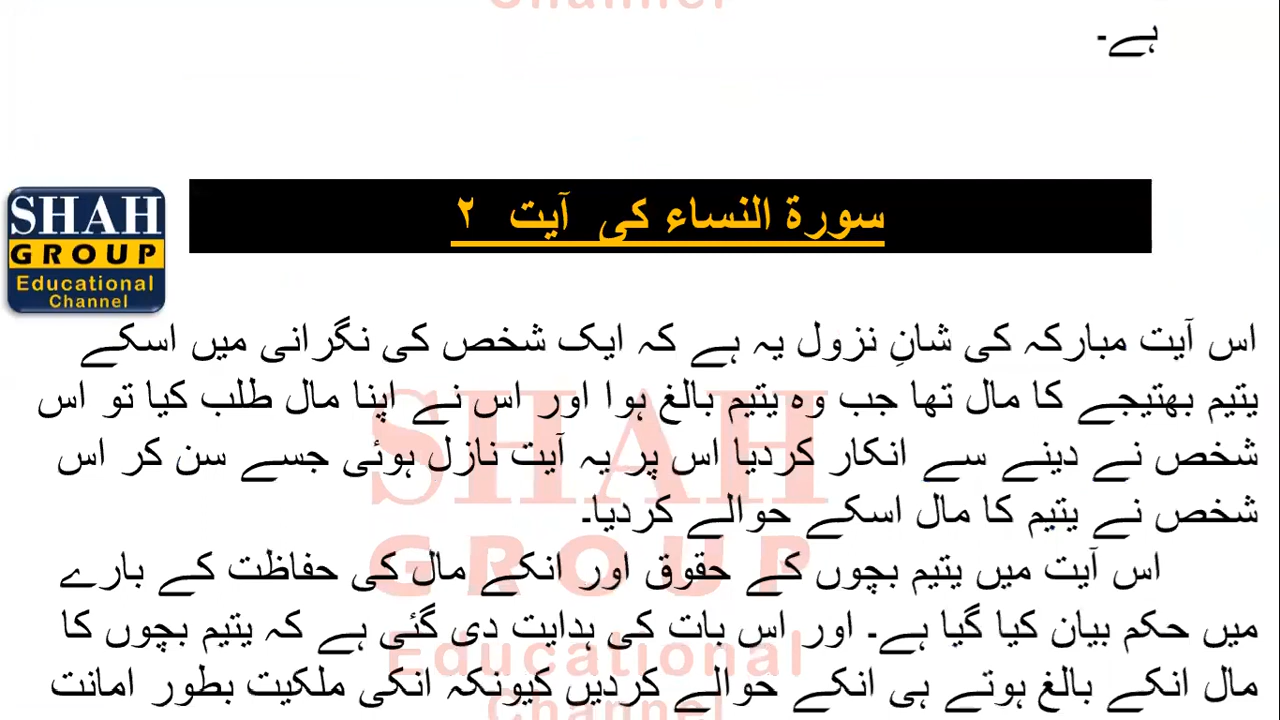 ہے۔
سورۃ النساء کی آیت ۲
SHAH
GROUP
Educational
Channel
اس آیت مبارکہ کی شانِ نزول یہ ہے کہ ایک شخص کی نگرانی میں اسکے
یتیم بھتیجے کا مال تھا جب وہ یتیم بالغ ہوا اور اس نے اپنا مال طلب کیا تو اس
شخص نے دینے سے انکار کردیا اس پر یہ آیت نازل ہوئی جسے سن کر اس
شخص نے یتیم کا مال اسکے حوالے کردیا۔
اس آیت میں یتیم بچوں کے حقوق اور انکے مال کی حفاظت کے بارے
میں حکم بیان کیا گیا ہے۔ اور اس بات کی ہدایت دی گئی ہے کہ یتیم بچوں کا
مال انکے بالغ ہوتے ہی انکے حوالے کردیں کیونکہ انکی ملکیت بطور امانت
SHAH
GROUP
Educational
Channel